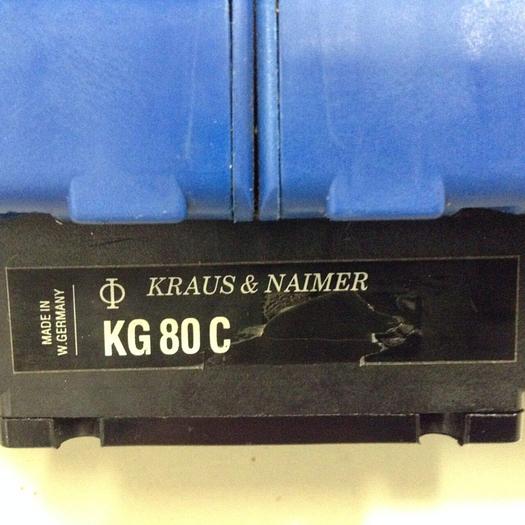 MADE IN
W. GERMANY
KRAUS & NAIMER
KG 80 C